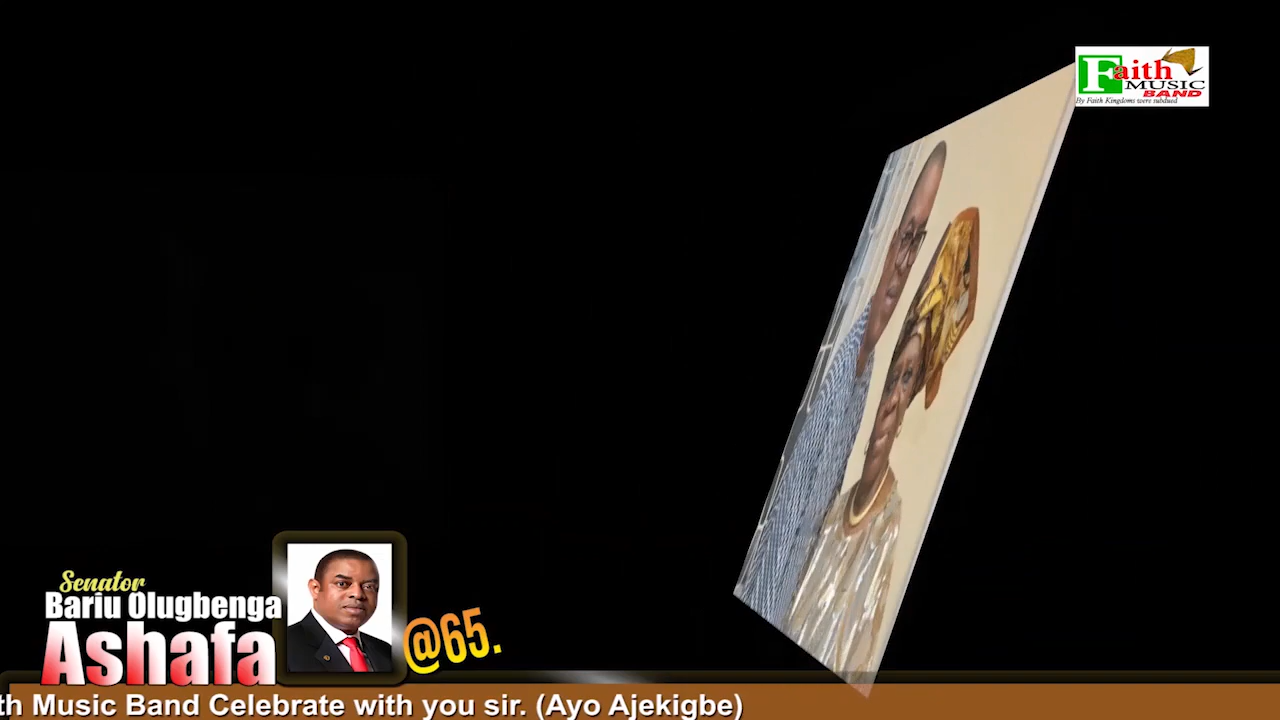 Faith
MUSIC
BAND
By Faith Kingdoms were subdued
Senator
Bariu Olugbenga
Ashafa
@65.
th Music Band Celebrate with you sir. (Ayo Ajekigbe)